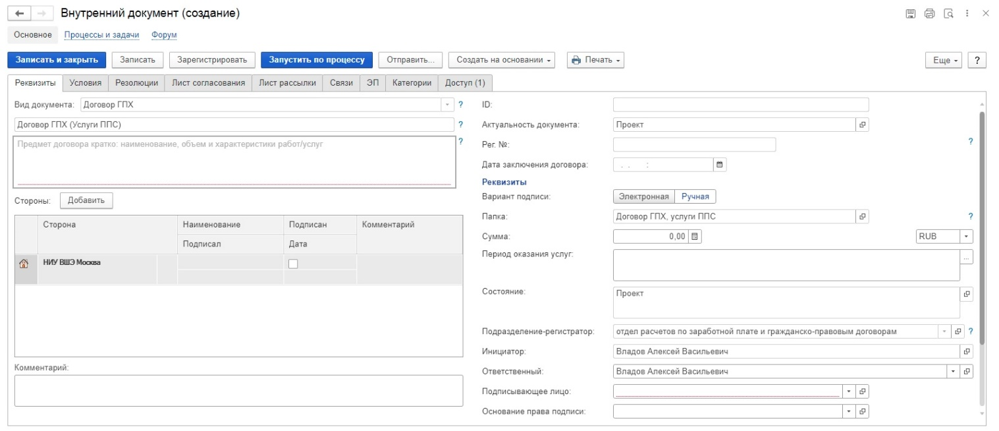 Внутренний документ (создание)
Основное Процессы и задачи Форум
Записать и закрыть Записать Зарегистрировать Запустить по процессу Отправить... Создать на основании Печать Еще ?
Реквизиты Условия Резолюции Лист согласования Лист рассылки Связи ЭП Категории Доступ (1)
Вид документа: Договор ГПХ ?
Договор ГПХ (Услуги ППС) ?
Предмет договора кратко: наименование, объем и характеристики работ/услуг ?
Стороны: Добавить
Сторона Наименование Подписан Комментарий
Подписал Дата
НИУ ВШЭ Москва
Комментарий:
ID:
Актуальность документа: Проект
Рег. №: ?
Дата заключения договора: . . :
Реквизиты
Вариант подписи: Электронная Ручная
Папка: Договор ГПХ, услуги ППС ?
Сумма: 0,00 RUB
Период оказания услуг: ...
Состояние: Проект
Подразделение-регистратор: отдел расчетов по заработной плате и гражданско-правовым договорам ?
Инициатор: Владов Алексей Васильевич
Ответственный: Владов Алексей Васильевич
Подписывающее лицо:
Основание права подписи: